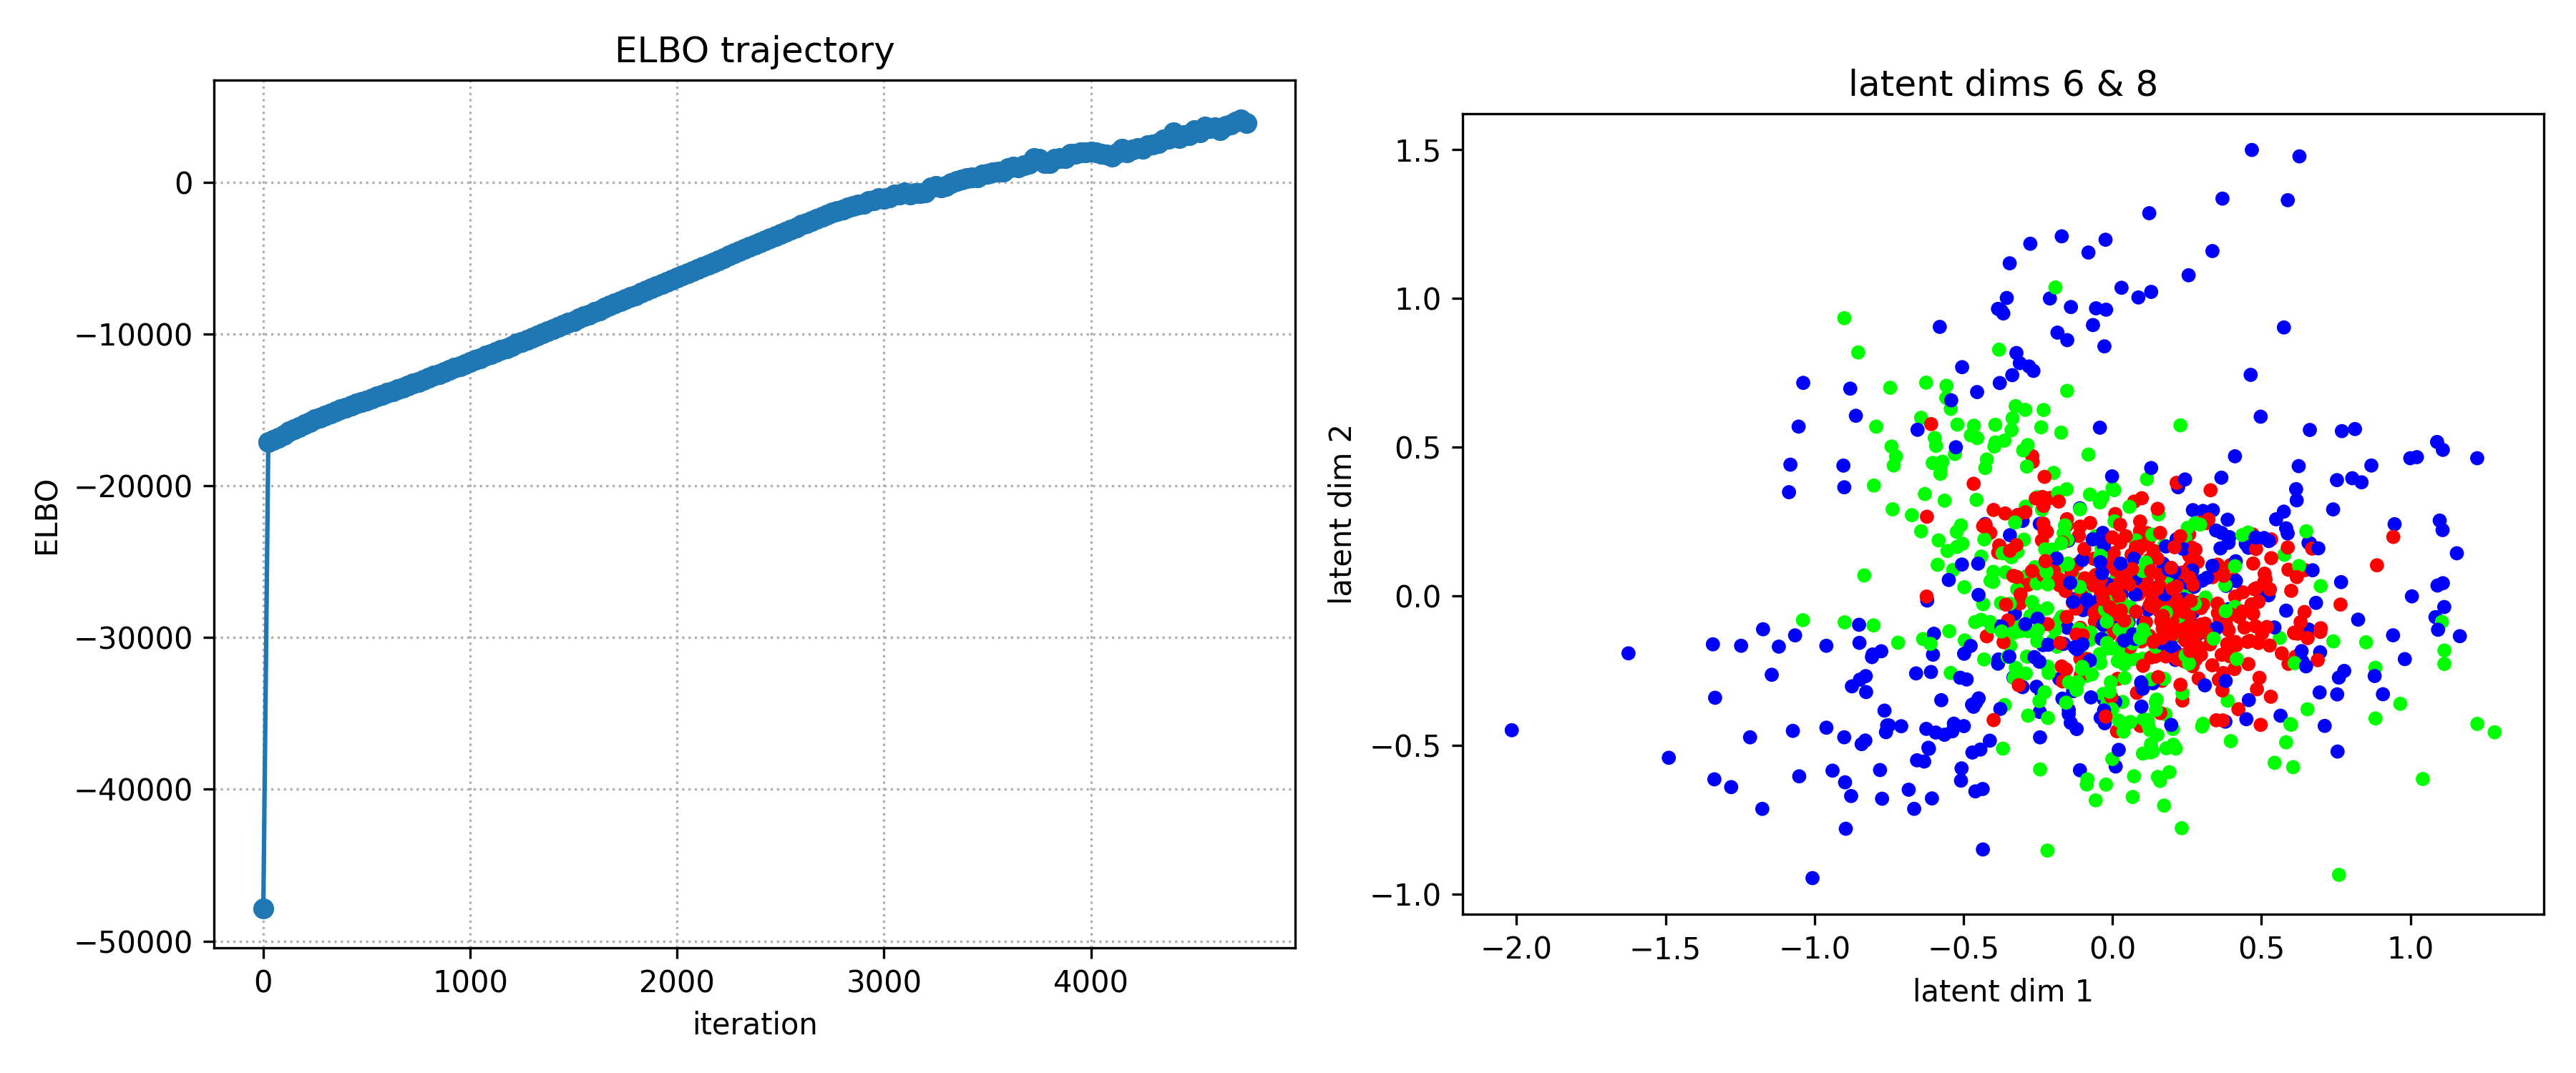 ELBO trajectory
ELBO
0
−10000
−20000
−30000
−40000
−50000
0 1000 2000 3000 4000
iteration
latent dims 6 & 8
latent dim 2
1.5
1.0
0.5
0.0
−0.5
−1.0
−2.0 −1.5 −1.0 −0.5 0.0 0.5 1.0
latent dim 1